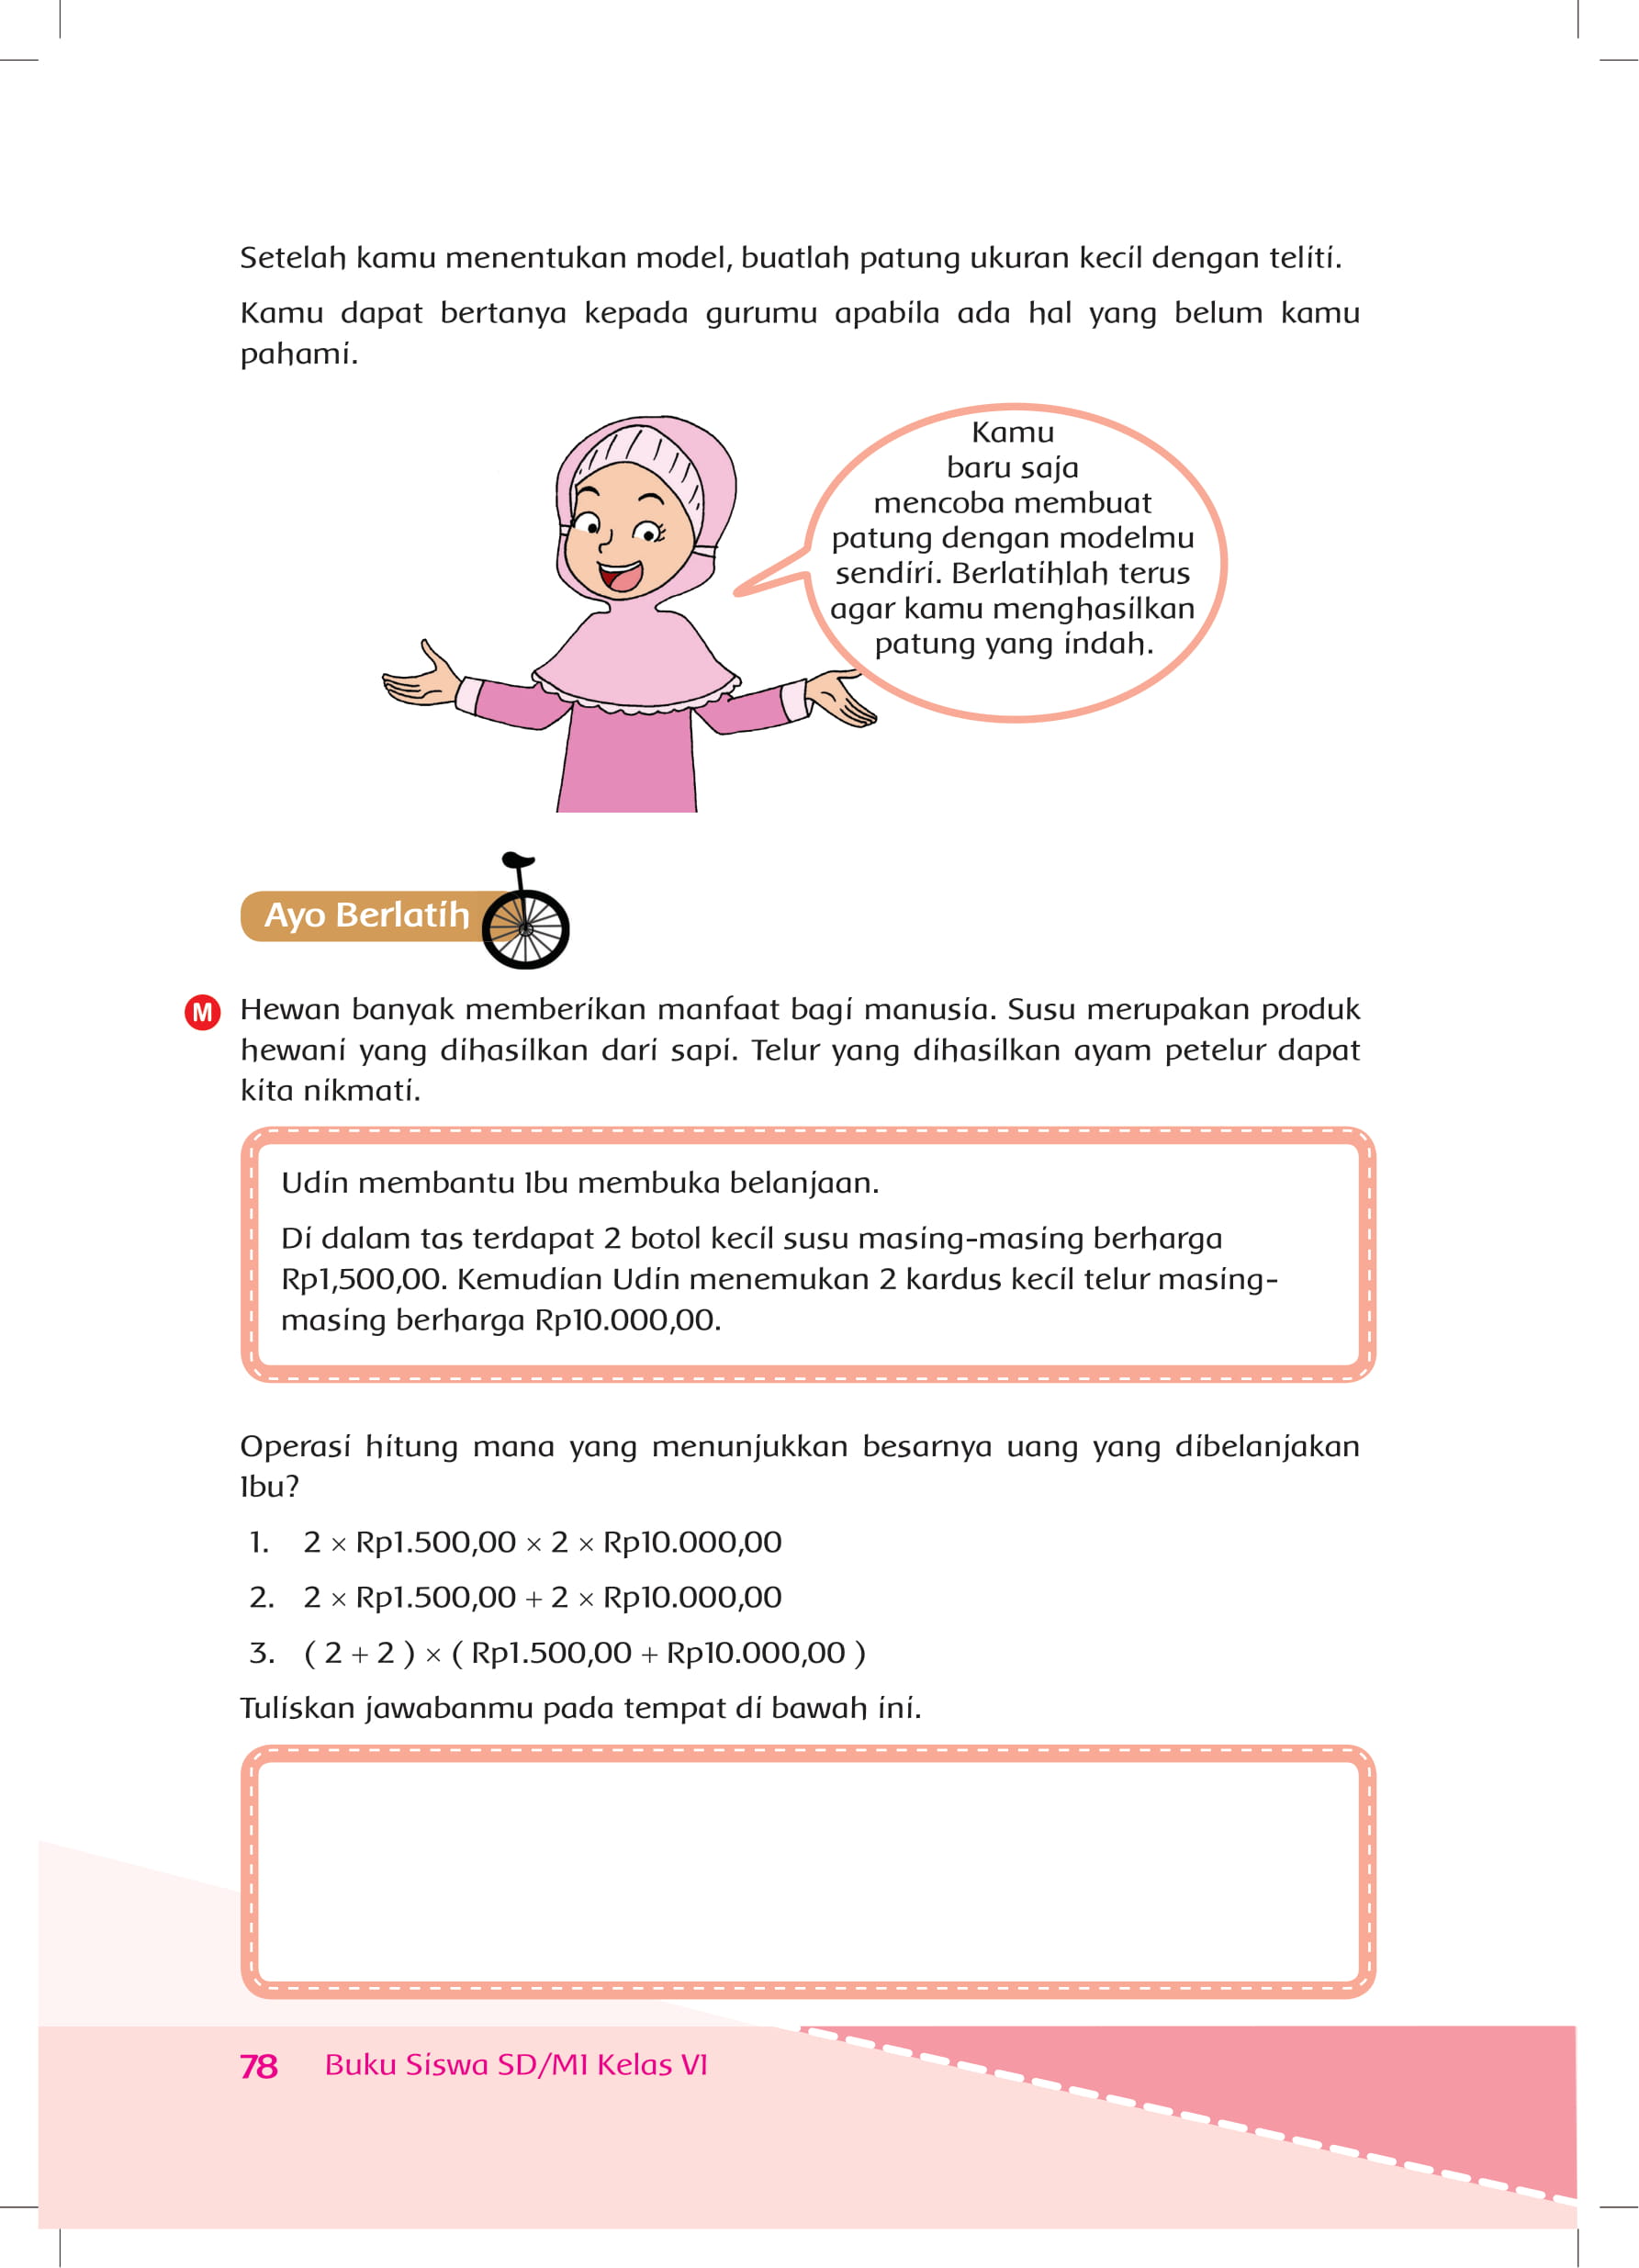 Setelah kamu menentukan model, buatlah patung ukuran kecil dengan teliti.
Kamu dapat bertanya kepada gurumu apabila ada hal yang belum kamu
pahami.
Kamu
baru saja
mencoba membuat
patung dengan modelmu
sendiri. Berlatihlah terus
agar kamu menghasilkan
patung yang indah.
Ayo Berlatih
M Hewan banyak memberikan manfaat bagi manusia. Susu merupakan produk
hewani yang dihasilkan dari sapi. Telur yang dihasilkan ayam petelur dapat
kita nikmati.
Udin membantu Ibu membuka belanjaan.
Di dalam tas terdapat 2 botol kecil susu masing-masing berharga
Rp1,500,00. Kemudian Udin menemukan 2 kardus kecil telur masing-
masing berharga Rp10.000,00.
Operasi hitung mana yang menunjukkan besarnya uang yang dibelanjakan
Ibu?
1. 2 × Rp1.500,00 × 2 × Rp10.000,00
2. 2 × Rp1.500,00 + 2 × Rp10.000,00
3. ( 2 + 2 ) × ( Rp1.500,00 + Rp10.000,00 )
Tuliskan jawabanmu pada tempat di bawah ini.
78 Buku Siswa SD/MI Kelas VI